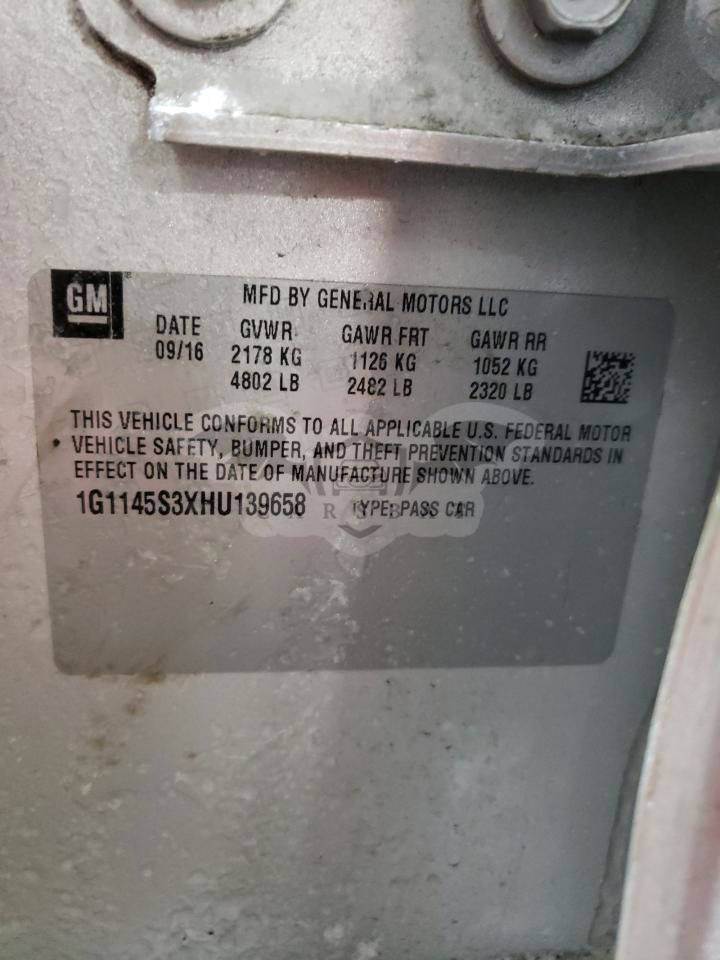 GM
MFD BY GENERAL MOTORS LLC
DATE GVWR GAWR FRT GAWR RR
09/16 2178 KG 1126 KG 1052 KG
4802 LB 2482 LB 2320 LB
THIS VEHICLE CONFORMS TO ALL APPLICABLE U.S. FEDERAL MOTOR
VEHICLE SAFETY, BUMPER, AND THEFT PREVENTION STANDARDS IN
EFFECT ON THE DATE OF MANUFACTURE SHOWN ABOVE.
1G1145S3XHU139658 TYPE: PASS CAR